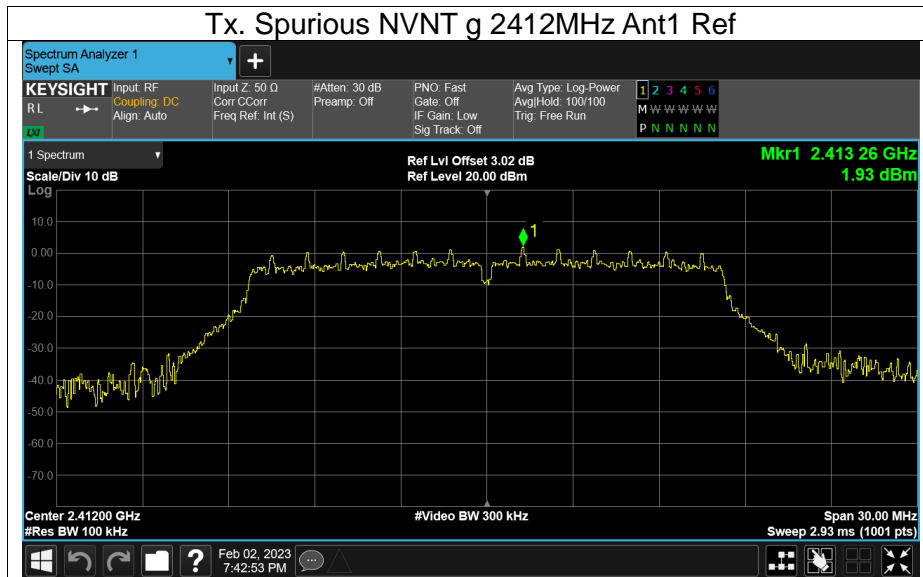 Tx. Spurious NVNT g 2412MHz Ant1 Ref
Spectrum Analyzer 1
Swept SA
+
KEYSIGHT
R L
LXI
Input: RF
Coupling: DC
Align: Auto
Input Z: 50 Ω
Corr CCorr
Freq Ref: Int (S)
#Atten: 30 dB
Preamp: Off
PNO: Fast
Gate: Off
IF Gain: Low
Sig Track: Off
Avg Type: Log-Power
Avg|Hold: 100/100
Trig: Free Run
1 2 3 4 5 6
M W W W W W
P N N N N N
1 Spectrum
Scale/Div 10 dB
Ref Lvl Offset 3.02 dB
Ref Level 20.00 dBm
Mkr1 2.413 26 GHz
1.93 dBm
Log
10.0
0.00
-10.0
-20.0
-30.0
-40.0
-50.0
-60.0
-70.0
1
Center 2.41200 GHz
#Res BW 100 kHz
#Video BW 300 kHz
Span 30.00 MHz
Sweep 2.93 ms (1001 pts)
?
Feb 02, 2023
7:42:53 PM